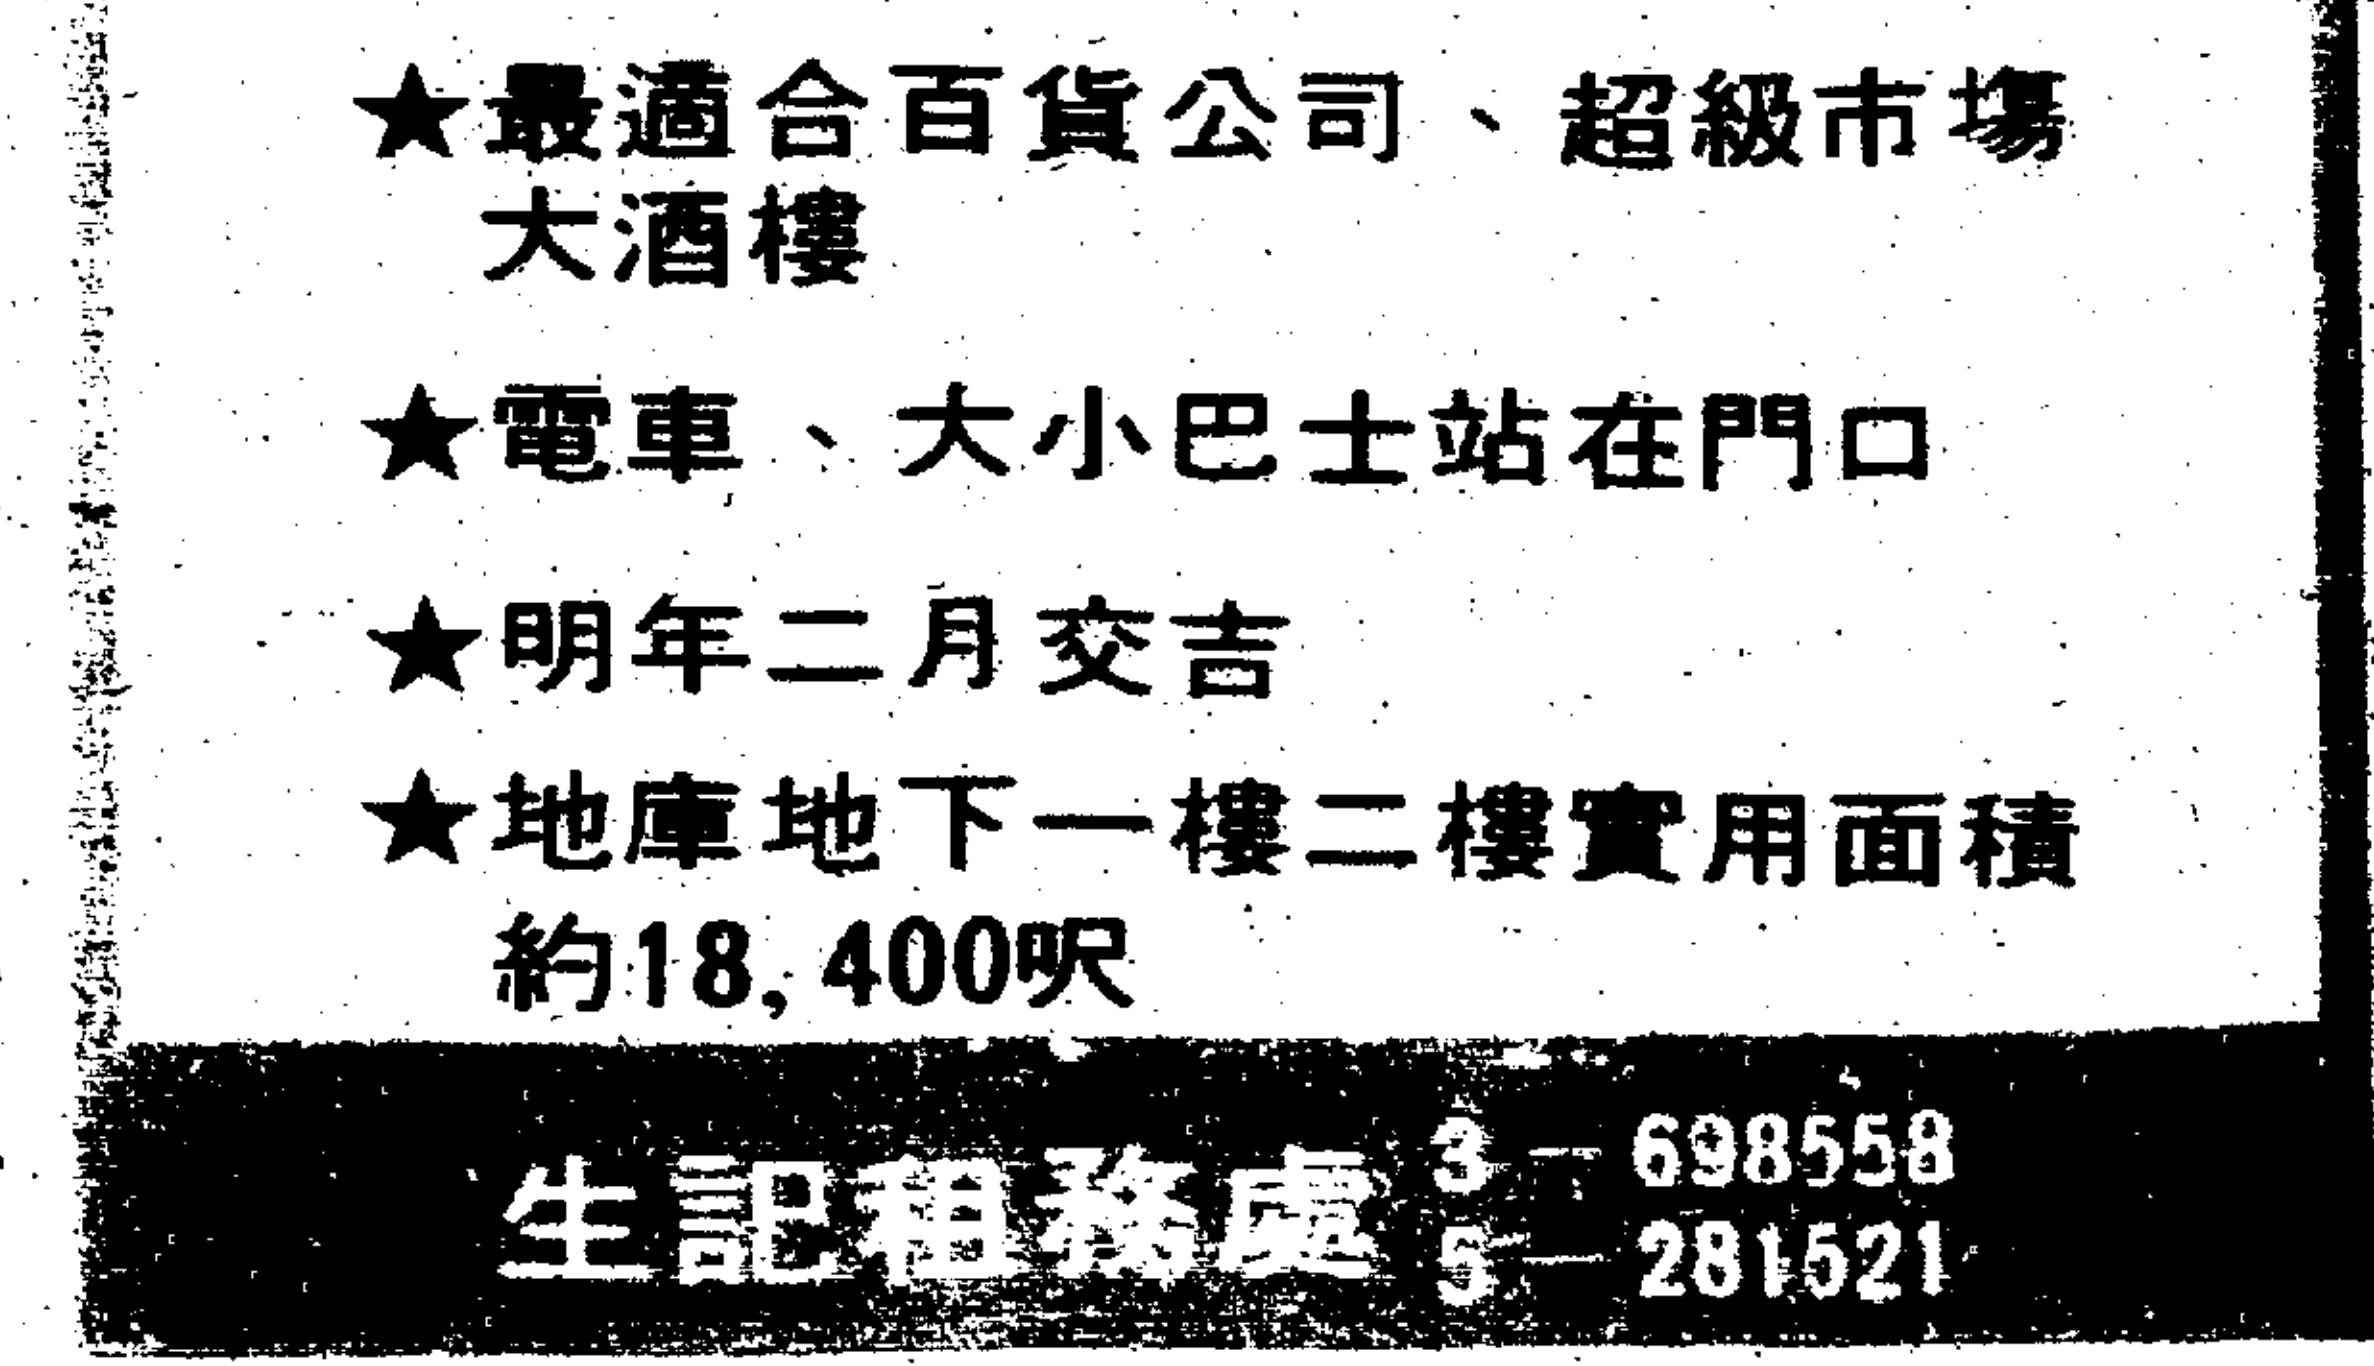 ★最適合百貨公司、超級市塲
大酒樓
★電車、大小巴士站在門口
★明年二月交吉
★地庫地下一樓二樓實用面積
約18,400呎
生記租務處
3－698558
5－281521